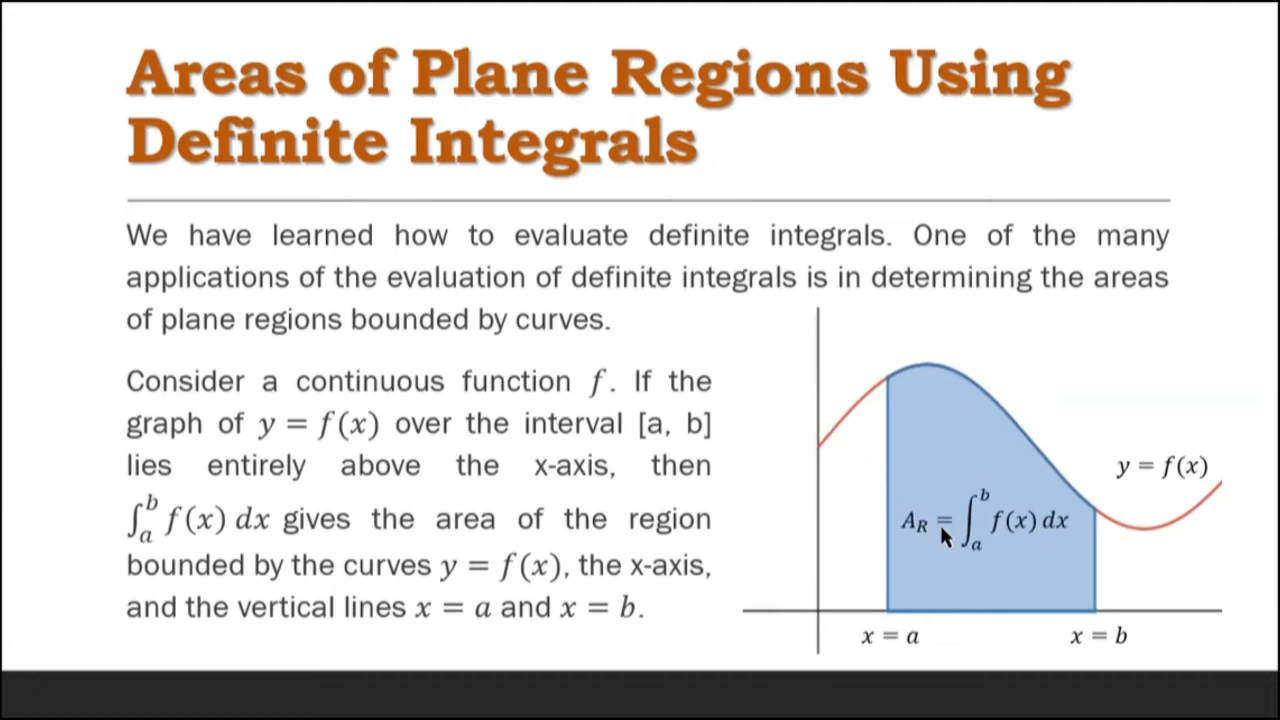 Areas of Plane Regions Using
Definite Integrals
We have learned how to evaluate definite integrals. One of the many
applications of the evaluation of definite integrals is in determining the areas
of plane regions bounded by curves.
Consider a continuous function f. If the
graph of y = f(x) over the interval [a, b]
lies entirely above the x-axis, then
∫ₐᵇ f(x) dx gives the area of the region
bounded by the curves y = f(x), the x-axis,
and the vertical lines x = a and x = b.
y = f(x)
A_R = ∫ₐᵇ f(x) dx
x = a
x = b